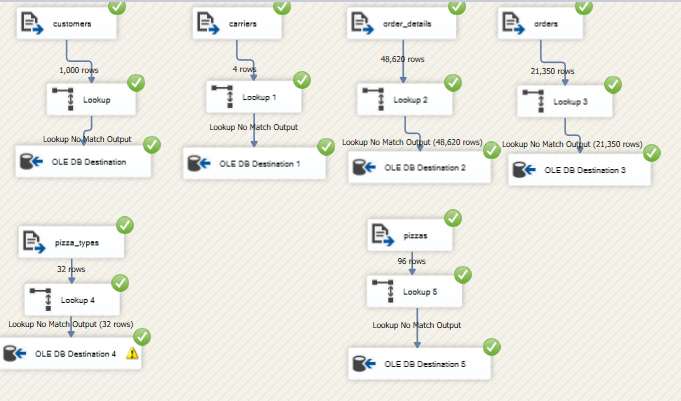 customers
carriers
order_details
orders
1,000 rows
4 rows
48,620 rows
21,350 rows
Lookup
Lookup 1
Lookup 2
Lookup 3
Lookup No Match Output
Lookup No Match Output
Lookup No Match Output (48,620 rows)
Lookup No Match Output (21,350 rows)
OLE DB Destination
OLE DB Destination 1
OLE DB Destination 2
OLE DB Destination 3
pizza_types
pizzas
32 rows
96 rows
Lookup 4
Lookup 5
Lookup No Match Output (32 rows)
Lookup No Match Output
OLE DB Destination 4
OLE DB Destination 5